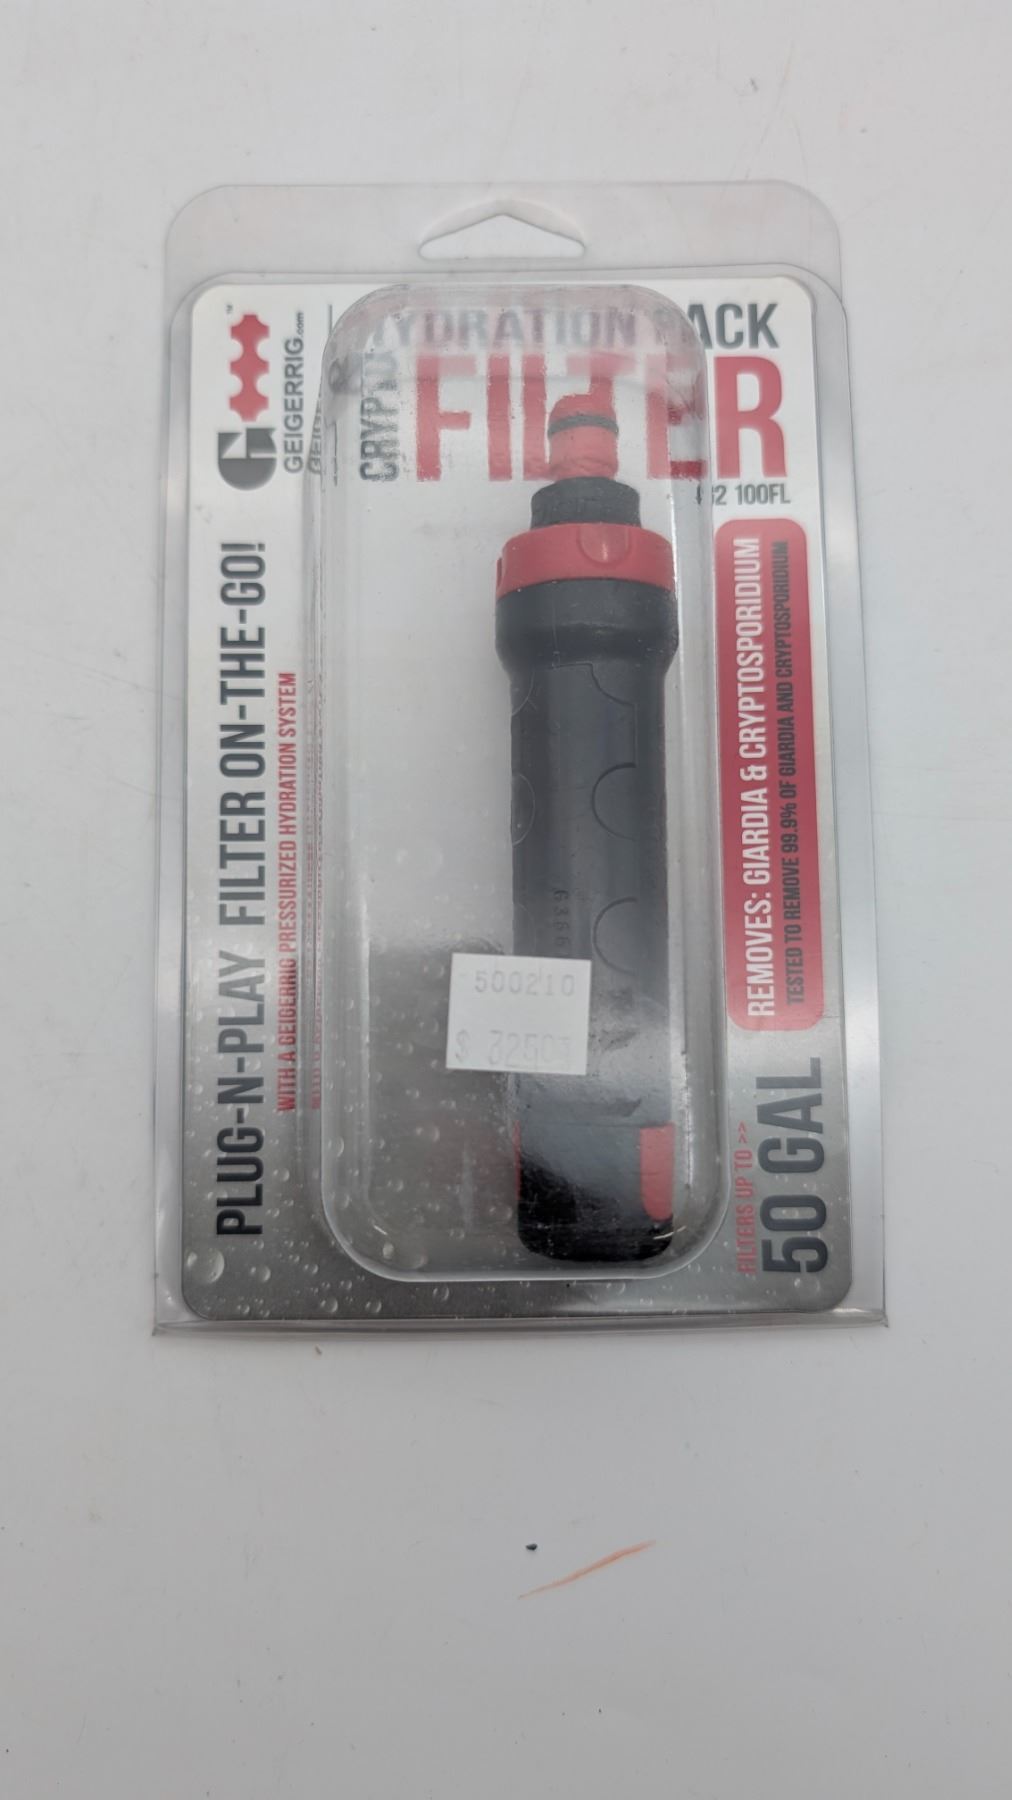 GEIGERRIG.com
HYDRATION PACK
CRYPTO
FILTER
100FL
PLUG-N-PLAY FILTER ON-THE-GO!
WITH A GEIGERRIG PRESSURIZED HYDRATION SYSTEM
REMOVES: GIARDIA & CRYPTOSPORIDIUM
TESTED TO REMOVE 99.9% OF GIARDIA AND CRYPTOSPORIDIUM
FILTERS UP TO >>
50 GAL
500210
$